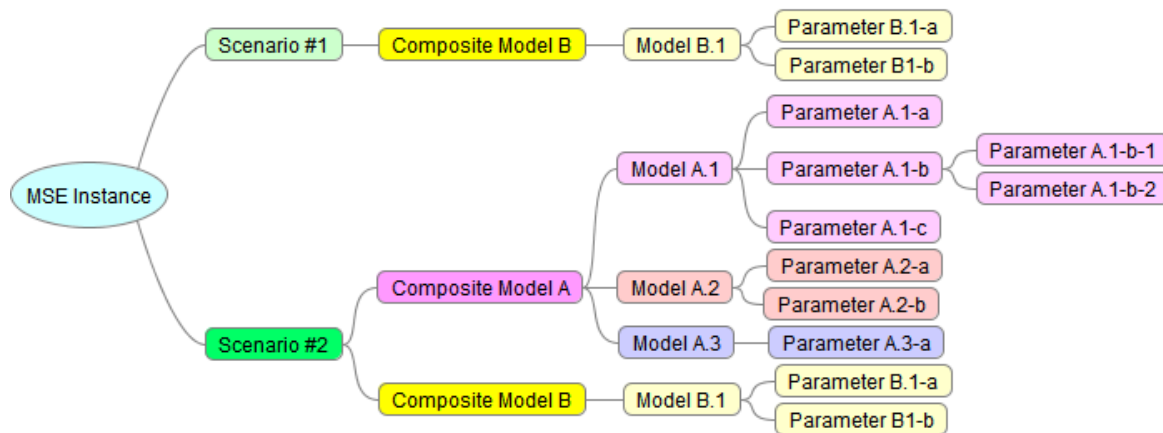 MSE Instance
Scenario #1
Composite Model B
Model B.1
Parameter B.1-a
Parameter B1-b
Scenario #2
Composite Model A
Model A.1
Parameter A.1-a
Parameter A.1-b
Parameter A.1-b-1
Parameter A.1-b-2
Parameter A.1-c
Model A.2
Parameter A.2-a
Parameter A.2-b
Model A.3
Parameter A.3-a
Composite Model B
Model B.1
Parameter B.1-a
Parameter B1-b